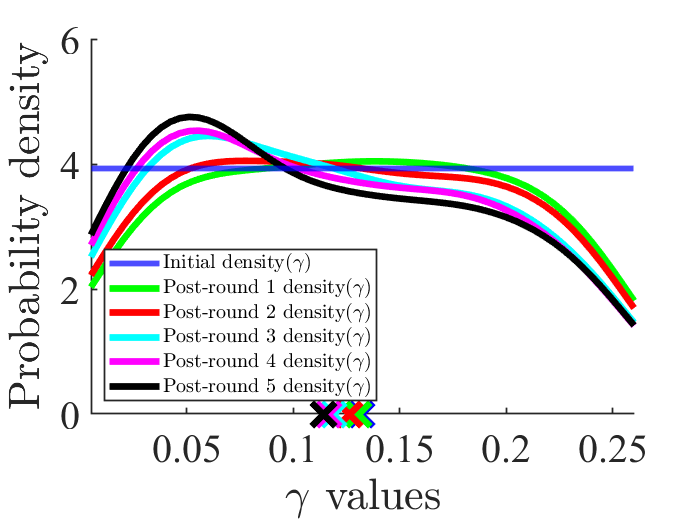 6
4
2
0
Probability density
Initial density(γ)
Post-round 1 density(γ)
Post-round 2 density(γ)
Post-round 3 density(γ)
Post-round 4 density(γ)
Post-round 5 density(γ)
0.05 0.1 0.15 0.2 0.25
γ values